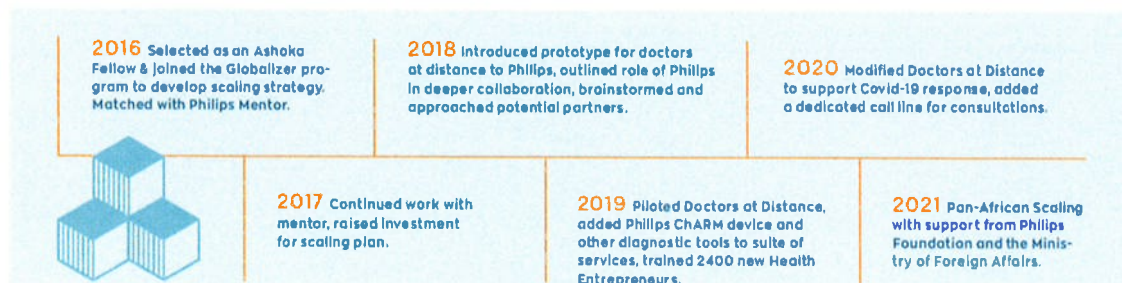 2016 Selected as an Ashoka
Fellow & joined the Globalizer pro-
gram to develop scaling strategy.
Matched with Philips Mentor.
2017 Continued work with
mentor, raised investment
for scaling plan.
2018 Introduced prototype for doctors
at distance to Philips, outlined role of Philips
in deeper collaboration, brainstormed and
approached potential partners.
2019 Piloted Doctors at Distance,
added Philips ChARM device and
other diagnostic tools to suite of
services, trained 2400 new Health
Entrepreneurs.
2020 Modified Doctors at Distance
to support Covid-19 response, added
a dedicated call line for consultations.
2021 Pan-African Scaling
with support from Philips
Foundation and the Minis-
try of Foreign Affairs.